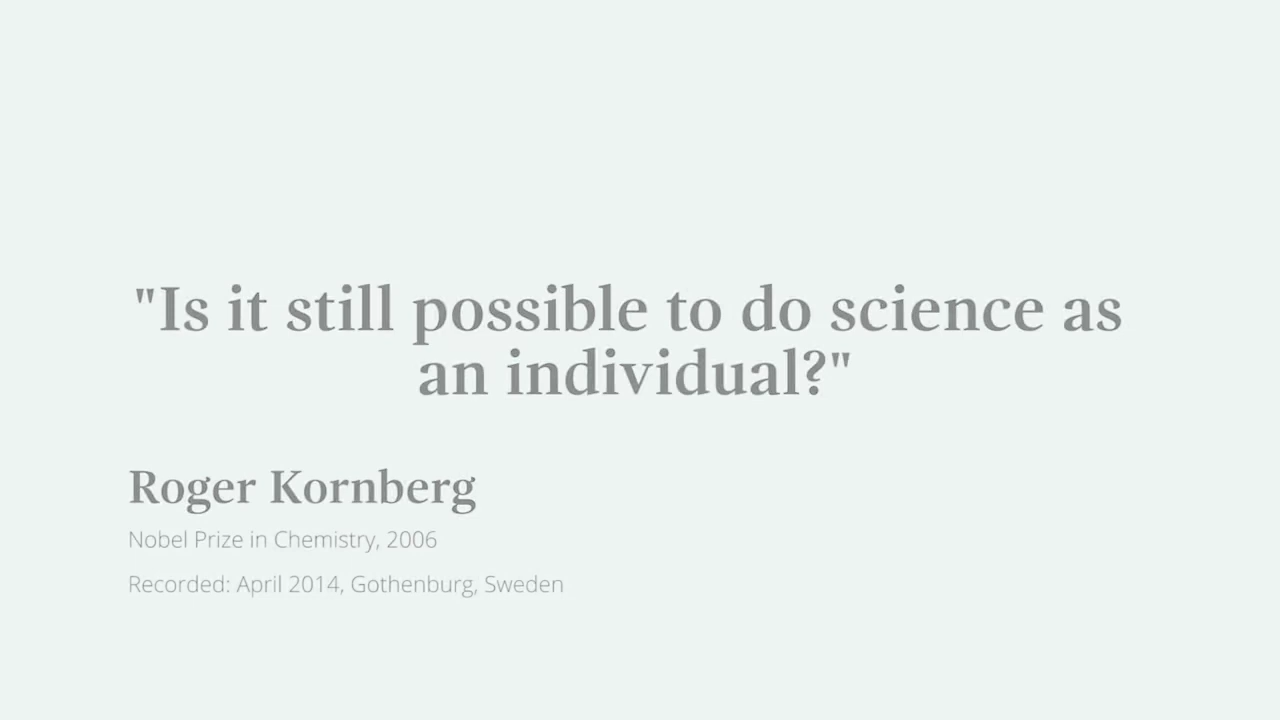 "Is it still possible to do science as
an individual?"
Roger Kornberg
Nobel Prize in Chemistry, 2006
Recorded: April 2014, Gothenburg, Sweden